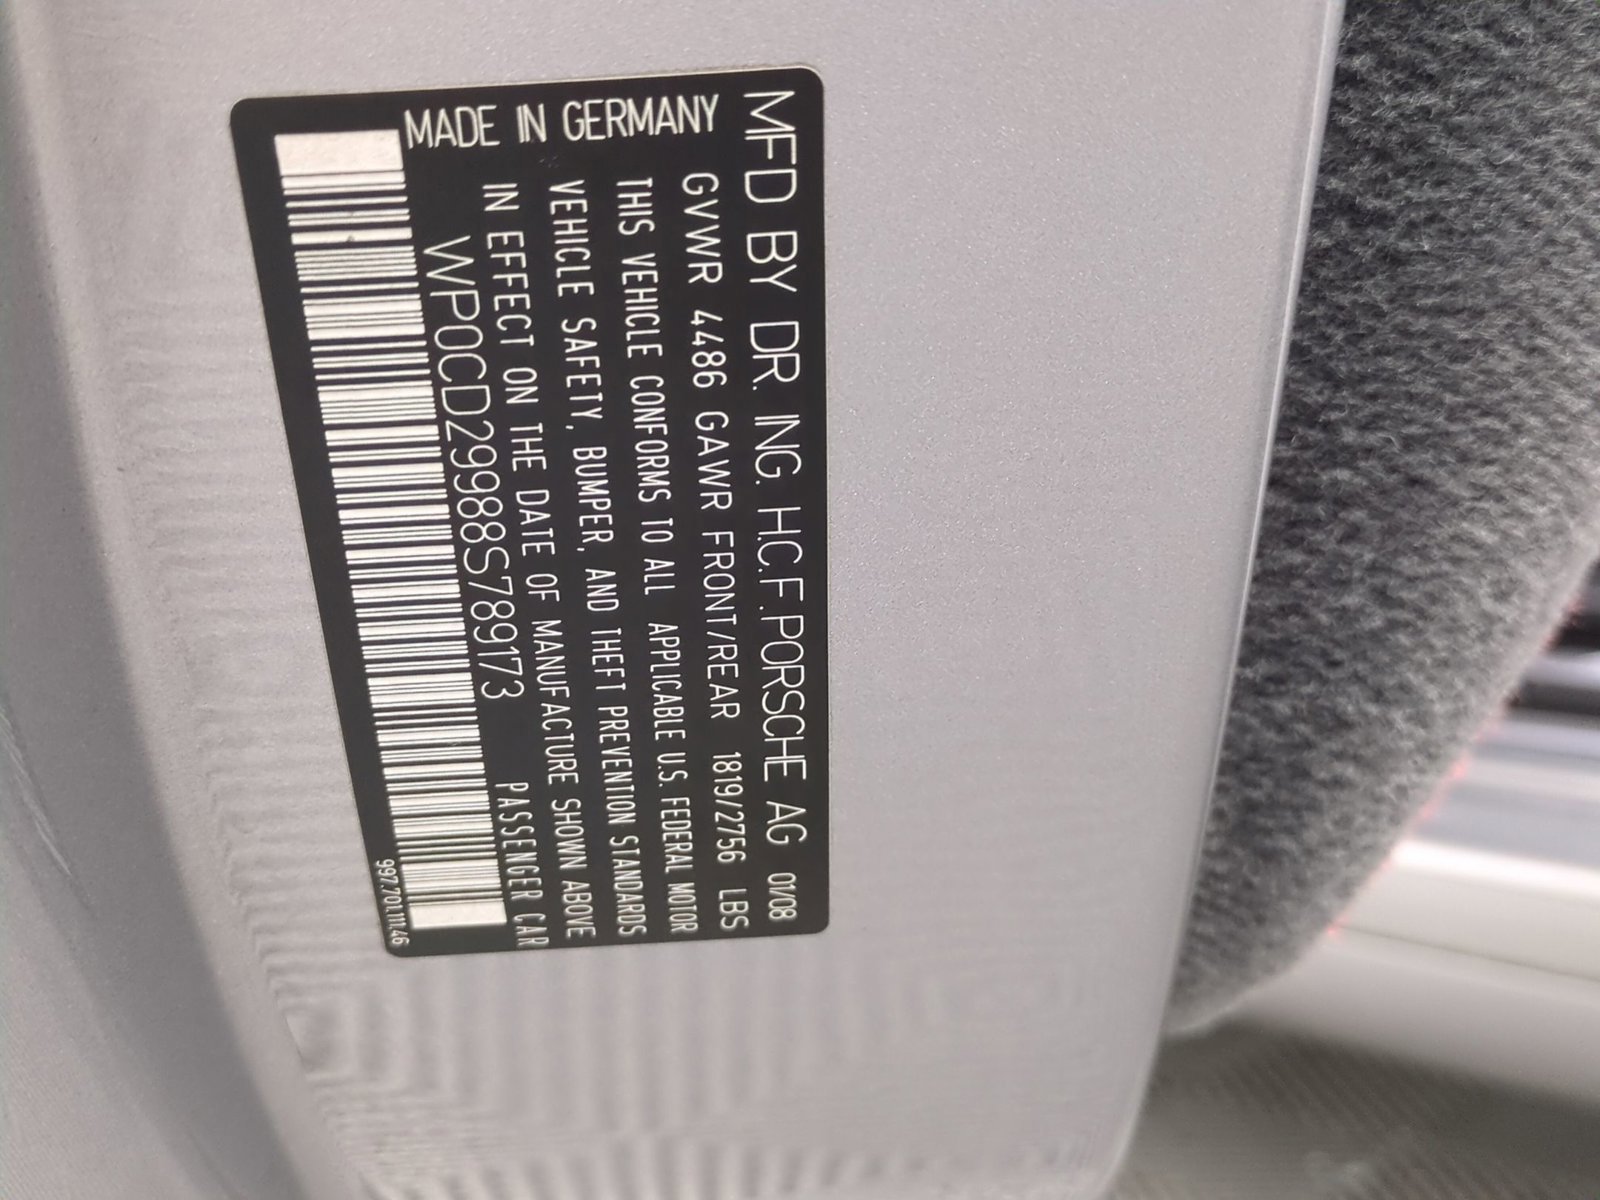 MFD BY DR. ING. H.C.F. PORSCHE AG 01/08
GVWR 4486 GAWR FRONT/REAR 1819/2756 LBS
THIS VEHICLE CONFORMS TO ALL APPLICABLE U.S. FEDERAL MOTOR
VEHICLE SAFETY, BUMPER, AND THEFT PREVENTION STANDARDS
IN EFFECT ON THE DATE OF MANUFACTURE SHOWN ABOVE
WP0CD29988S789173 PASSENGER CAR
MADE IN GERMANY
997.701.111.46